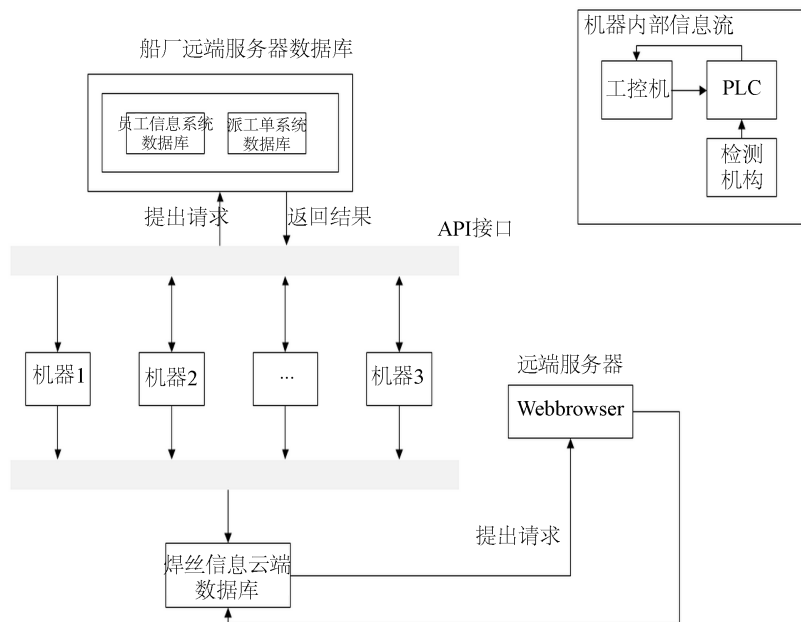 船厂远端服务器数据库
员工信息系统
数据库
派工单系统
数据库
提出请求
返回结果
API接口
机器内部信息流
工控机
PLC
检测
机构
机器1
机器2
...
机器3
远端服务器
Webbrowser
提出请求
焊丝信息云端
数据库